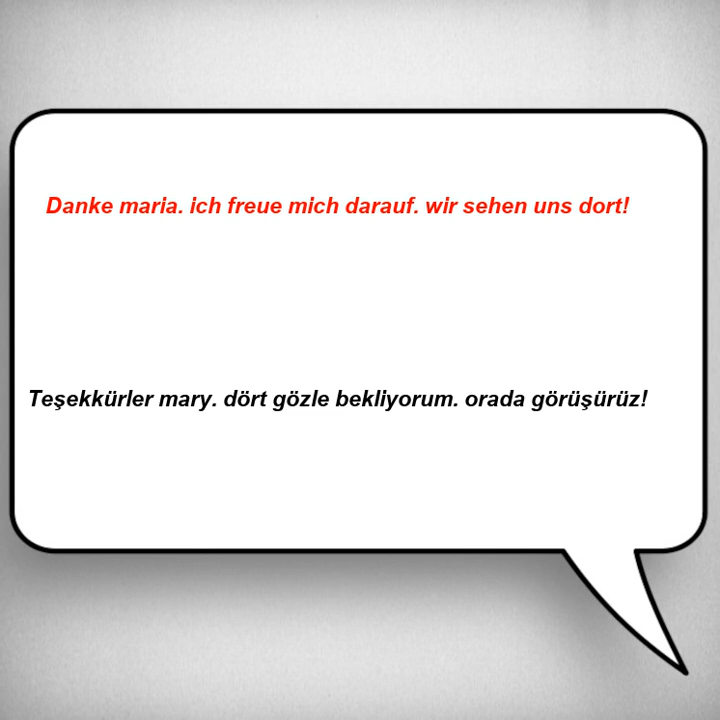 Danke maria. ich freue mich darauf. wir sehen uns dort!
Teşekkürler mary. dört gözle bekliyorum. orada görüşürüz!